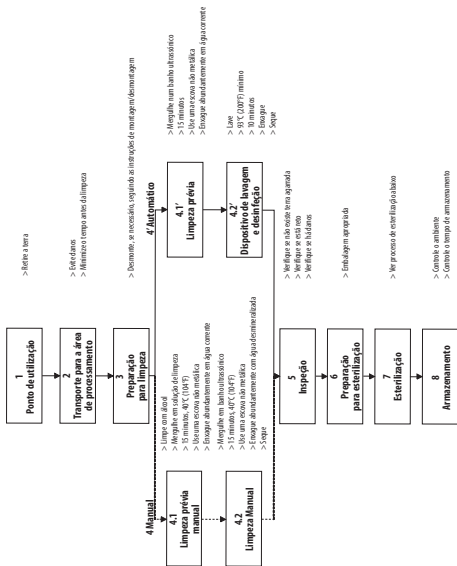 1
Ponto de utilização
> Retire a terra
2
Transporte para a área
de processamento
> Evite danos
> Minimize o tempo antes da limpeza
3
Preparação
para limpeza
> Desmonte, se necessário, seguindo as instruções de montagem/desmontagem
4 Manual
4.1
Limpeza prévia
manual
> Limpe com álcool
> Mergulhe em solução de limpeza
> 15 minutos, 40°C (104°F)
> Use uma escova não metálica
> Enxague abundantemente em água corrente
4.2
Limpeza Manual
> Mergulhe em banho ultrassónico
> 15 minutos, 40°C (104°F)
> Use uma escova não metálica
> Enxague abundantemente com água desmineralizada
> Seque
4' Automático
4.1'
Limpeza prévia
> Mergulhe num banho ultrassónico
> 15 minutos
> Use uma escova não metálica
> Enxague abundantemente em água corrente
4.2'
Dispositivo de lavagem
e desinfeção
> Lave
> 93°C (200°F) mínimo
> 10 minutos
> Enxague
> Seque
5
Inspeção
> Verifique se não existe terra agarrada
> Verifique se está reto
> Verifique se há danos
6
Preparação
para esterilização
> Embalagem apropriada
7
Esterilização
> Ver processo de esterilização abaixo
8
Armazenamento
> Controle o ambiente
> Controle o tempo de armazenamento